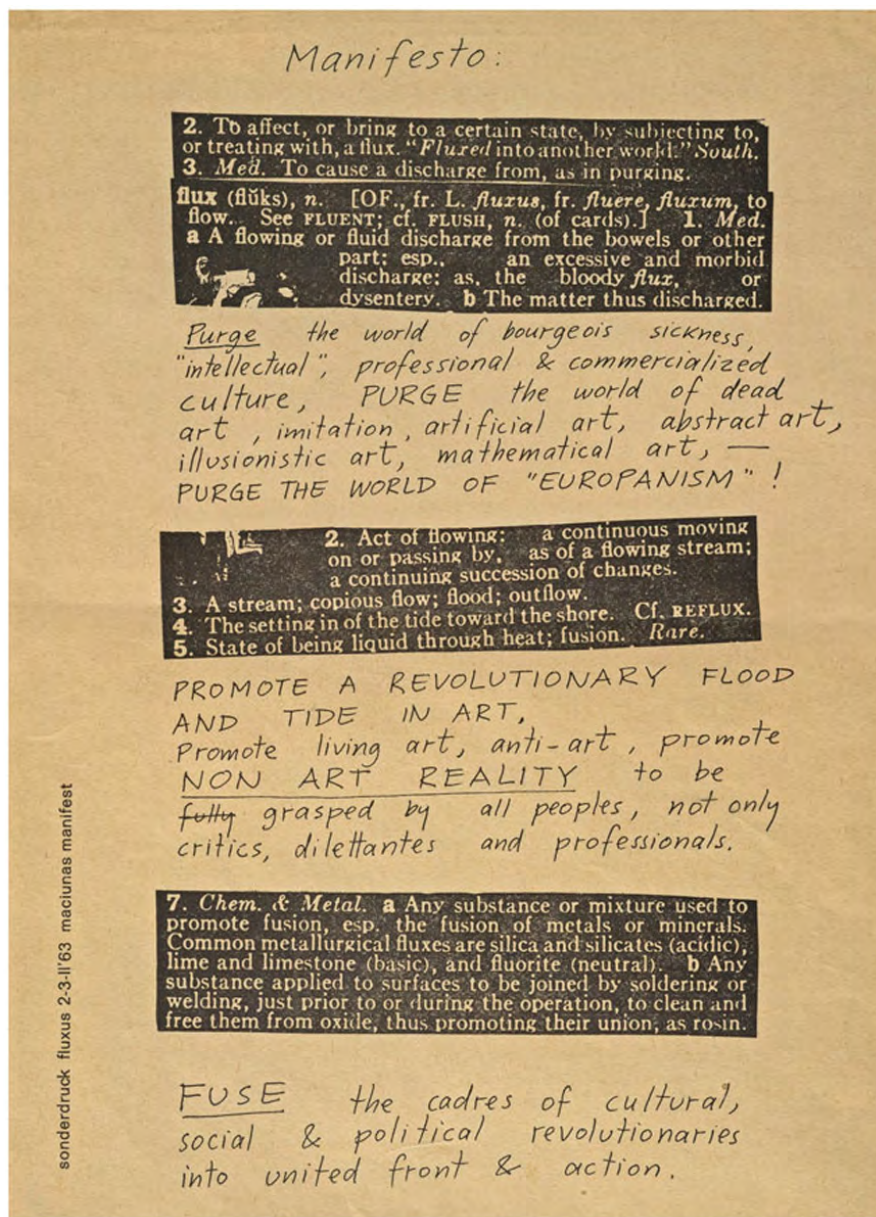 Manifesto:
2. To affect, or bring to a certain state, by subjecting to,
or treating with, a flux. "Fluxed into another world." South.
3. Med. To cause a discharge from, as in purging.
flux (flŭks), n. [OF., fr. L. fluxus, fr. fluere, fluxum, to
flow. See FLUENT; cf. FLUSH, n. (of cards).] 1. Med.
a A flowing or fluid discharge from the bowels or other
part; esp., an excessive and morbid
discharge; as, the bloody flux, or
dysentery. b The matter thus discharged.
Purge the world of bourgeois sickness,
"intellectual", professional & commercialized
culture, PURGE the world of dead
art, imitation, artificial art, abstract art,
illusionistic art, mathematical art, —
PURGE THE WORLD OF "EUROPANISM"!
2. Act of flowing: a continuous moving
on or passing by, as of a flowing stream;
a continuing succession of changes.
3. A stream; copious flow; flood; outflow.
4. The setting in of the tide toward the shore. Cf. REFLUX.
5. State of being liquid through heat; fusion. Rare.
PROMOTE A REVOLUTIONARY FLOOD
AND TIDE IN ART,
Promote living art, anti-art, promote
NON ART REALITY to be
fully grasped by all peoples, not only
critics, dilettantes and professionals.
7. Chem. & Metal. a Any substance or mixture used to
promote fusion, esp. the fusion of metals or minerals.
Common metallurgical fluxes are silica and silicates (acidic),
lime and limestone (basic), and fluorite (neutral). b Any
substance applied to surfaces to be joined by soldering or
welding, just prior to or during the operation, to clean and
free them from oxide, thus promoting their union, as rosin.
FUSE the cadres of cultural,
social & political revolutionaries
into united front & action.
sonderdruck fluxus 2-3-II'63 maciunas manifest